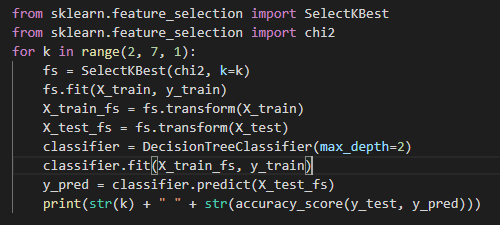 from sklearn.feature_selection import SelectKBest
from sklearn.feature_selection import chi2
for k in range(2, 7, 1):
    fs = SelectKBest(chi2, k=k)
    fs.fit(X_train, y_train)
    X_train_fs = fs.transform(X_train)
    X_test_fs = fs.transform(X_test)
    classifier = DecisionTreeClassifier(max_depth=2)
    classifier.fit(X_train_fs, y_train)
    y_pred = classifier.predict(X_test_fs)
    print(str(k) + " " + str(accuracy_score(y_test, y_pred)))